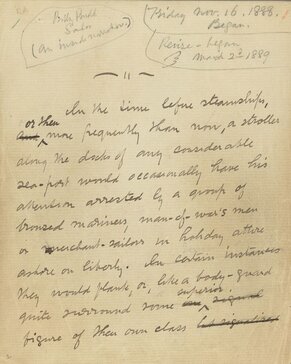 Billy Budd
Sailor
(An inside narrative)
Friday Nov. 16, 1888.
Began.
Revise - began
March 2d 1889
— 11 —
In the time before steamships,
or then
and more frequently than now, a stroller
along the docks of any considerable
sea-port would occasionally have his
attention arrested by a group of
bronzed mariners, man-of-war's men
or merchant-sailors in holiday attire
ashore on liberty. In certain instances
they would flank, or, like a body-guard
quite surround some superior
figure of their own class